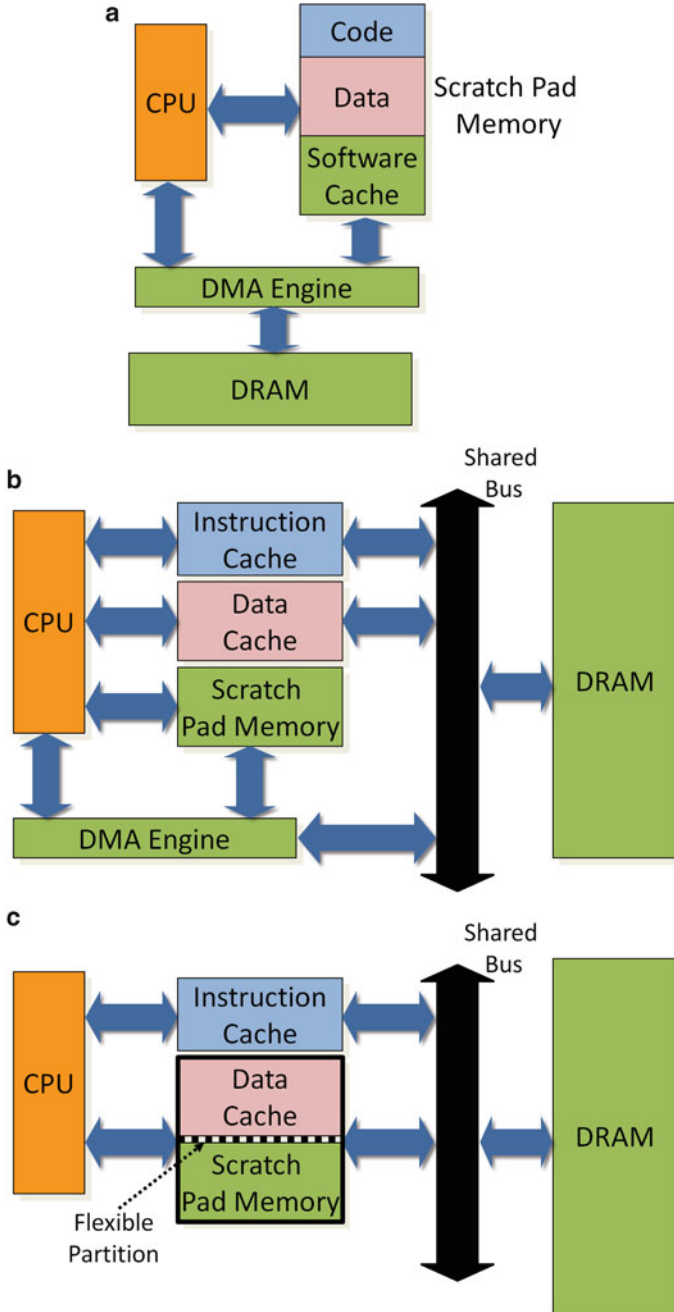 a
Code
CPU
Data
Scratch Pad
Memory
Software
Cache
DMA Engine
DRAM
b
Shared
Bus
Instruction
Cache
CPU
Data
Cache
DRAM
Scratch
Pad Memory
DMA Engine
c
Shared
Bus
Instruction
Cache
CPU
Data
Cache
DRAM
Scratch
Pad Memory
Flexible
Partition